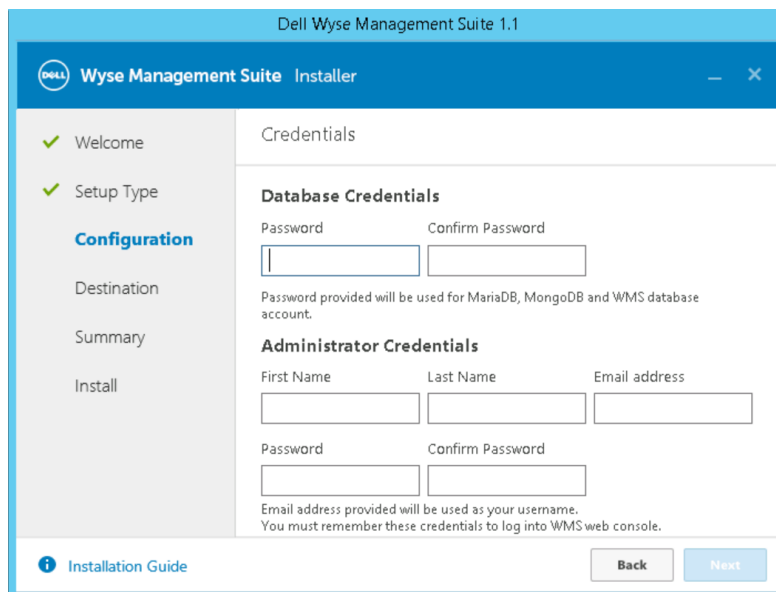 Dell Wyse Management Suite 1.1
DELL Wyse Management Suite Installer
Welcome
Setup Type
Configuration
Destination
Summary
Install
Credentials
Database Credentials
Password Confirm Password
Password provided will be used for MariaDB, MongoDB and WMS database
account.
Administrator Credentials
First Name Last Name Email address
Password Confirm Password
Email address provided will be used as your username.
You must remember these credentials to log into WMS web console.
i Installation Guide
Back Next